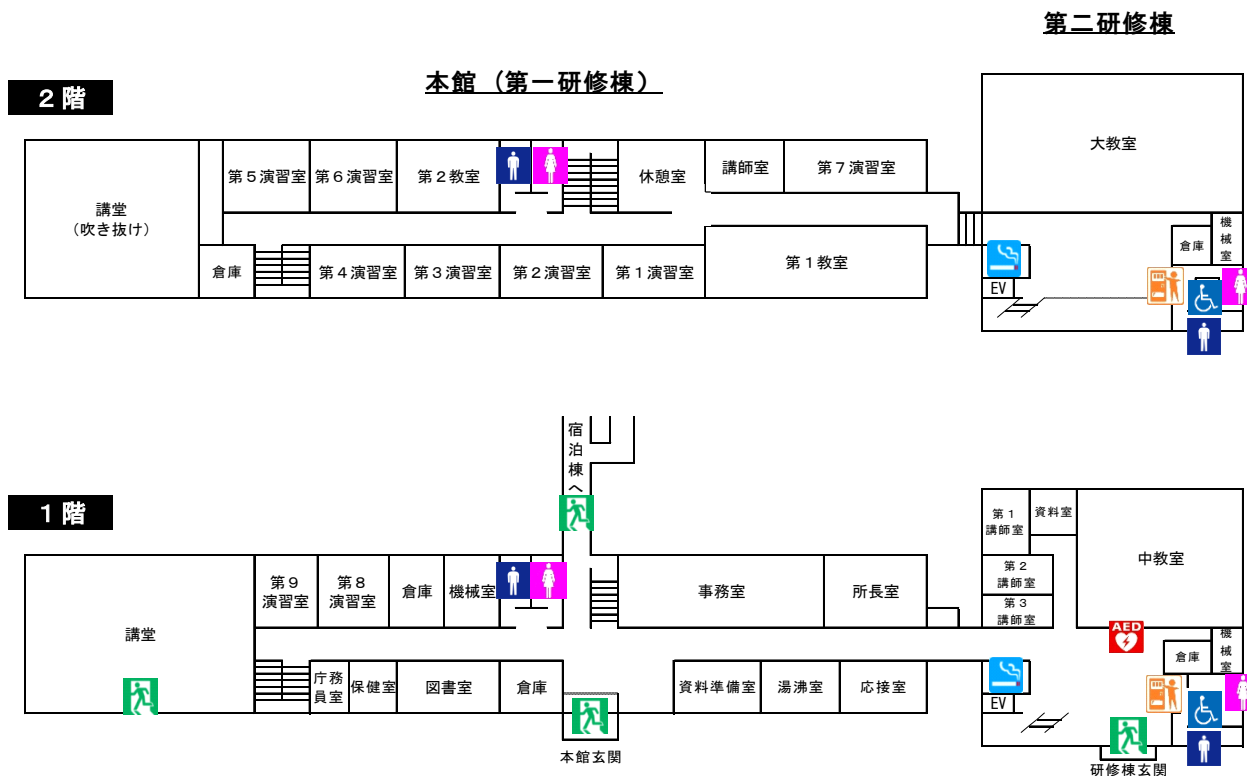 第二研修棟
本館（第一研修棟）
２階
大教室
第５演習室
第６演習室
第２教室
休憩室
講師室
第７演習室
講堂
(吹き抜け)
倉庫
第４演習室
第３演習室
第２演習室
第１演習室
第１教室
倉庫
機械室
EV
宿泊棟へ
１階
第１
講師室
資料室
中教室
第９
演習室
第８
演習室
倉庫
機械室
事務室
所長室
第２
講師室
第３
講師室
AED
講堂
倉庫
機械室
庁務
員室
保健室
図書室
倉庫
資料準備室
湯沸室
応接室
EV
本館玄関
研修棟玄関